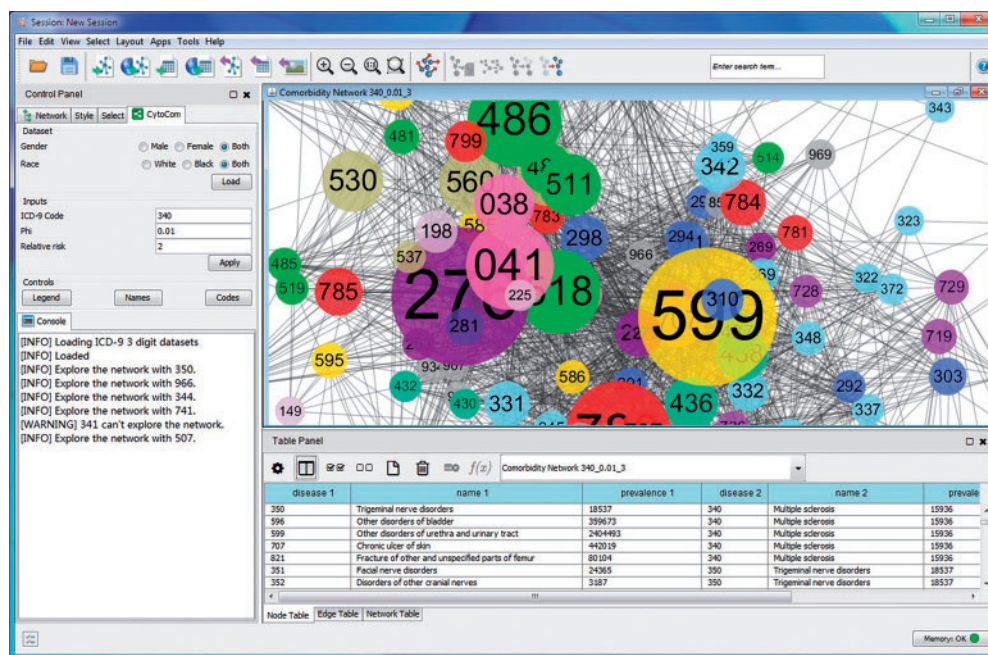 Session: New Session
File Edit View Select Layout Apps Tools Help
Enter search term...
Control Panel
Network Style Select CytoCom
Dataset
Gender Male Female Both
Race White Black Both
Load
Inputs
ICD-9 Code 340
Phi 0.01
Relative risk 2
Apply
Controls
Legend Names Codes
Console
[INFO] Loading ICD-9 3 digit datasets
[INFO] Loaded
[INFO] Explore the network with 350.
[INFO] Explore the network with 966.
[INFO] Explore the network with 344.
[INFO] Explore the network with 741.
[WARNING] 341 can't explore the network.
[INFO] Explore the network with 507.
Comorbidity Network 340_0.01_3
486 343
481 799 359 514 969
530 560 511 342
038 298 784
198 783 294 781 323
537 041 966 269
485 519 785 225 818 310 728 322 372 729
281 599 348 719
595 586 292 303
432 332
149 430 331 436 337
Table Panel
f(x) Comorbidity Network 340_0.01_3
disease 1 name 1 prevalence 1 disease 2 name 2 prevale
350 Trigeminal nerve disorders 18537 340 Multiple sclerosis 15936
596 Other disorders of bladder 359673 340 Multiple sclerosis 15936
599 Other disorders of urethra and urinary tract 2404493 340 Multiple sclerosis 15936
707 Chronic ulcer of skin 442019 340 Multiple sclerosis 15936
821 Fracture of other and unspecified parts of femur 80104 340 Multiple sclerosis 15936
351 Facial nerve disorders 24365 350 Trigeminal nerve disorders 18537
352 Disorders of other cranial nerves 3187 350 Trigeminal nerve disorders 18537
Node Table Edge Table Network Table
Memory: OK